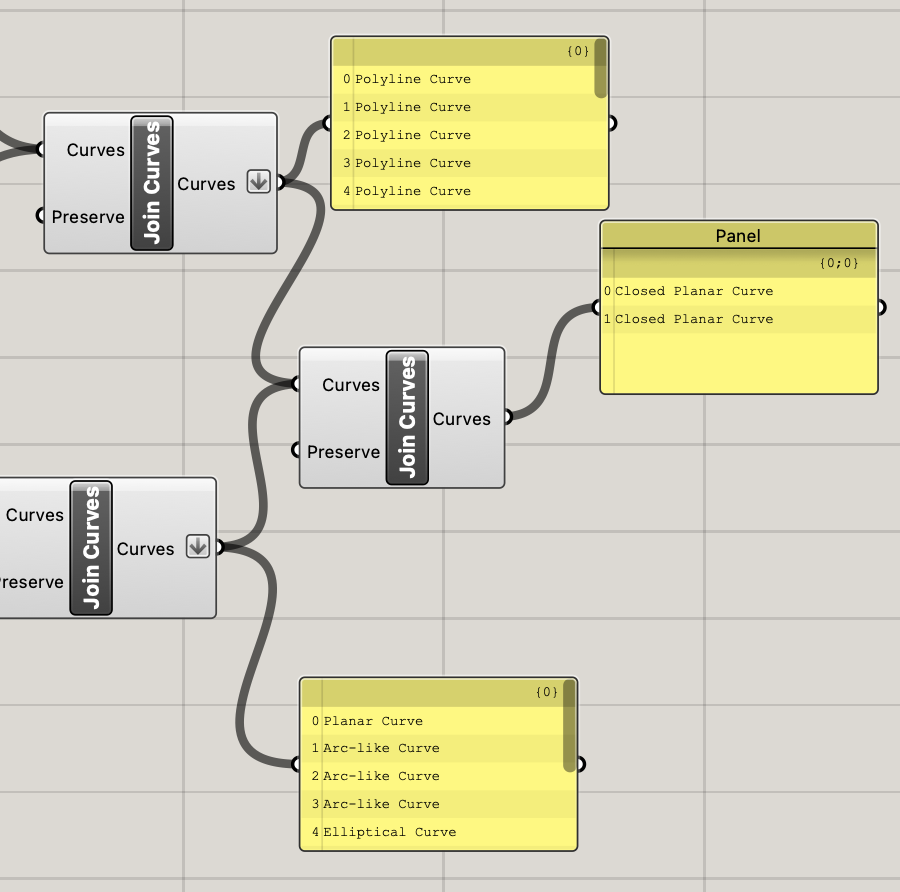 {0}
0 Polyline Curve
1 Polyline Curve
2 Polyline Curve
3 Polyline Curve
4 Polyline Curve
Curves
Join Curves
Curves
Preserve
Panel
{0;0}
0 Closed Planar Curve
1 Closed Planar Curve
Curves
Join Curves
Curves
Preserve
Curves
Join Curves
Curves
reserve
{0}
0 Planar Curve
1 Arc-like Curve
2 Arc-like Curve
3 Arc-like Curve
4 Elliptical Curve